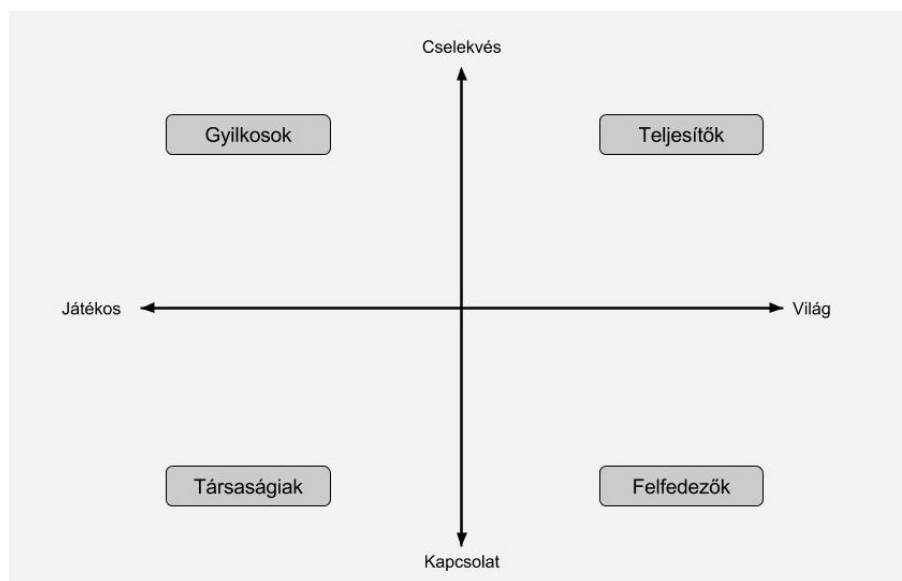 Cselekvés
Gyilkosok
Teljesítők
Játékos
Világ
Társaságiak
Felfedezők
Kapcsolat